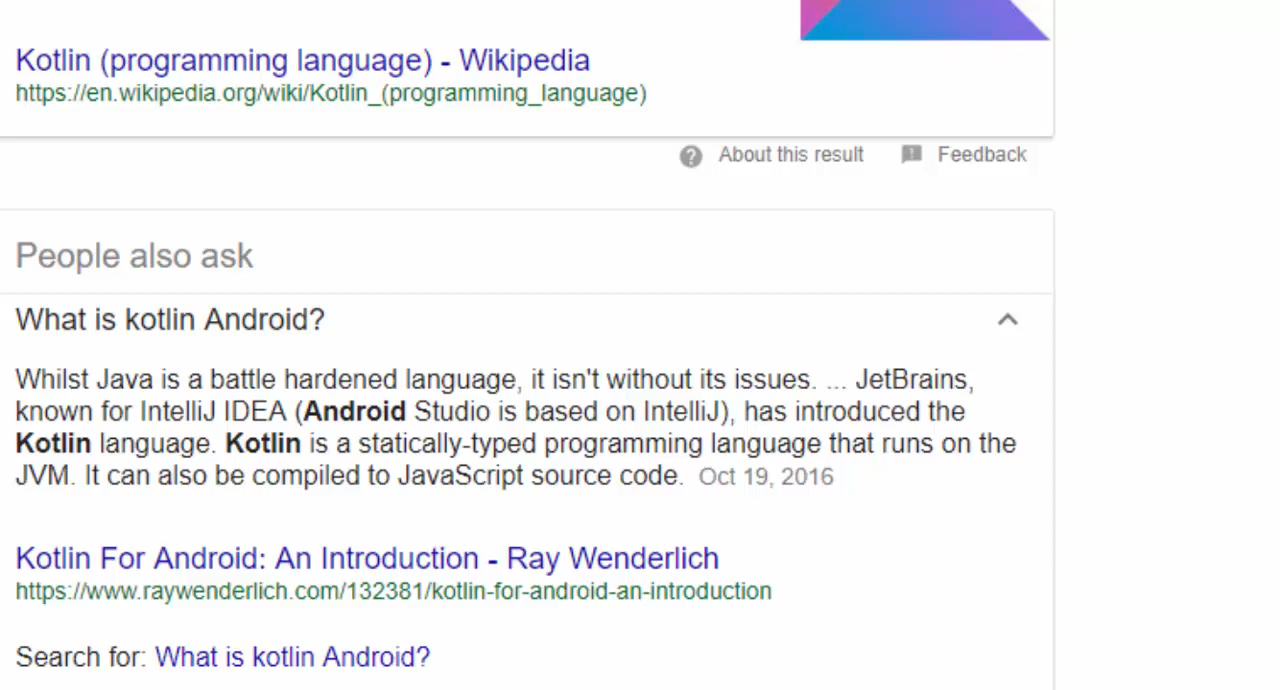 Kotlin (programming language) - Wikipedia
https://en.wikipedia.org/wiki/Kotlin_(programming_language)
About this result Feedback
People also ask
What is kotlin Android?
Whilst Java is a battle hardened language, it isn't without its issues. ... JetBrains,
known for IntelliJ IDEA (Android Studio is based on IntelliJ), has introduced the
Kotlin language. Kotlin is a statically-typed programming language that runs on the
JVM. It can also be compiled to JavaScript source code. Oct 19, 2016
Kotlin For Android: An Introduction - Ray Wenderlich
https://www.raywenderlich.com/132381/kotlin-for-android-an-introduction
Search for: What is kotlin Android?